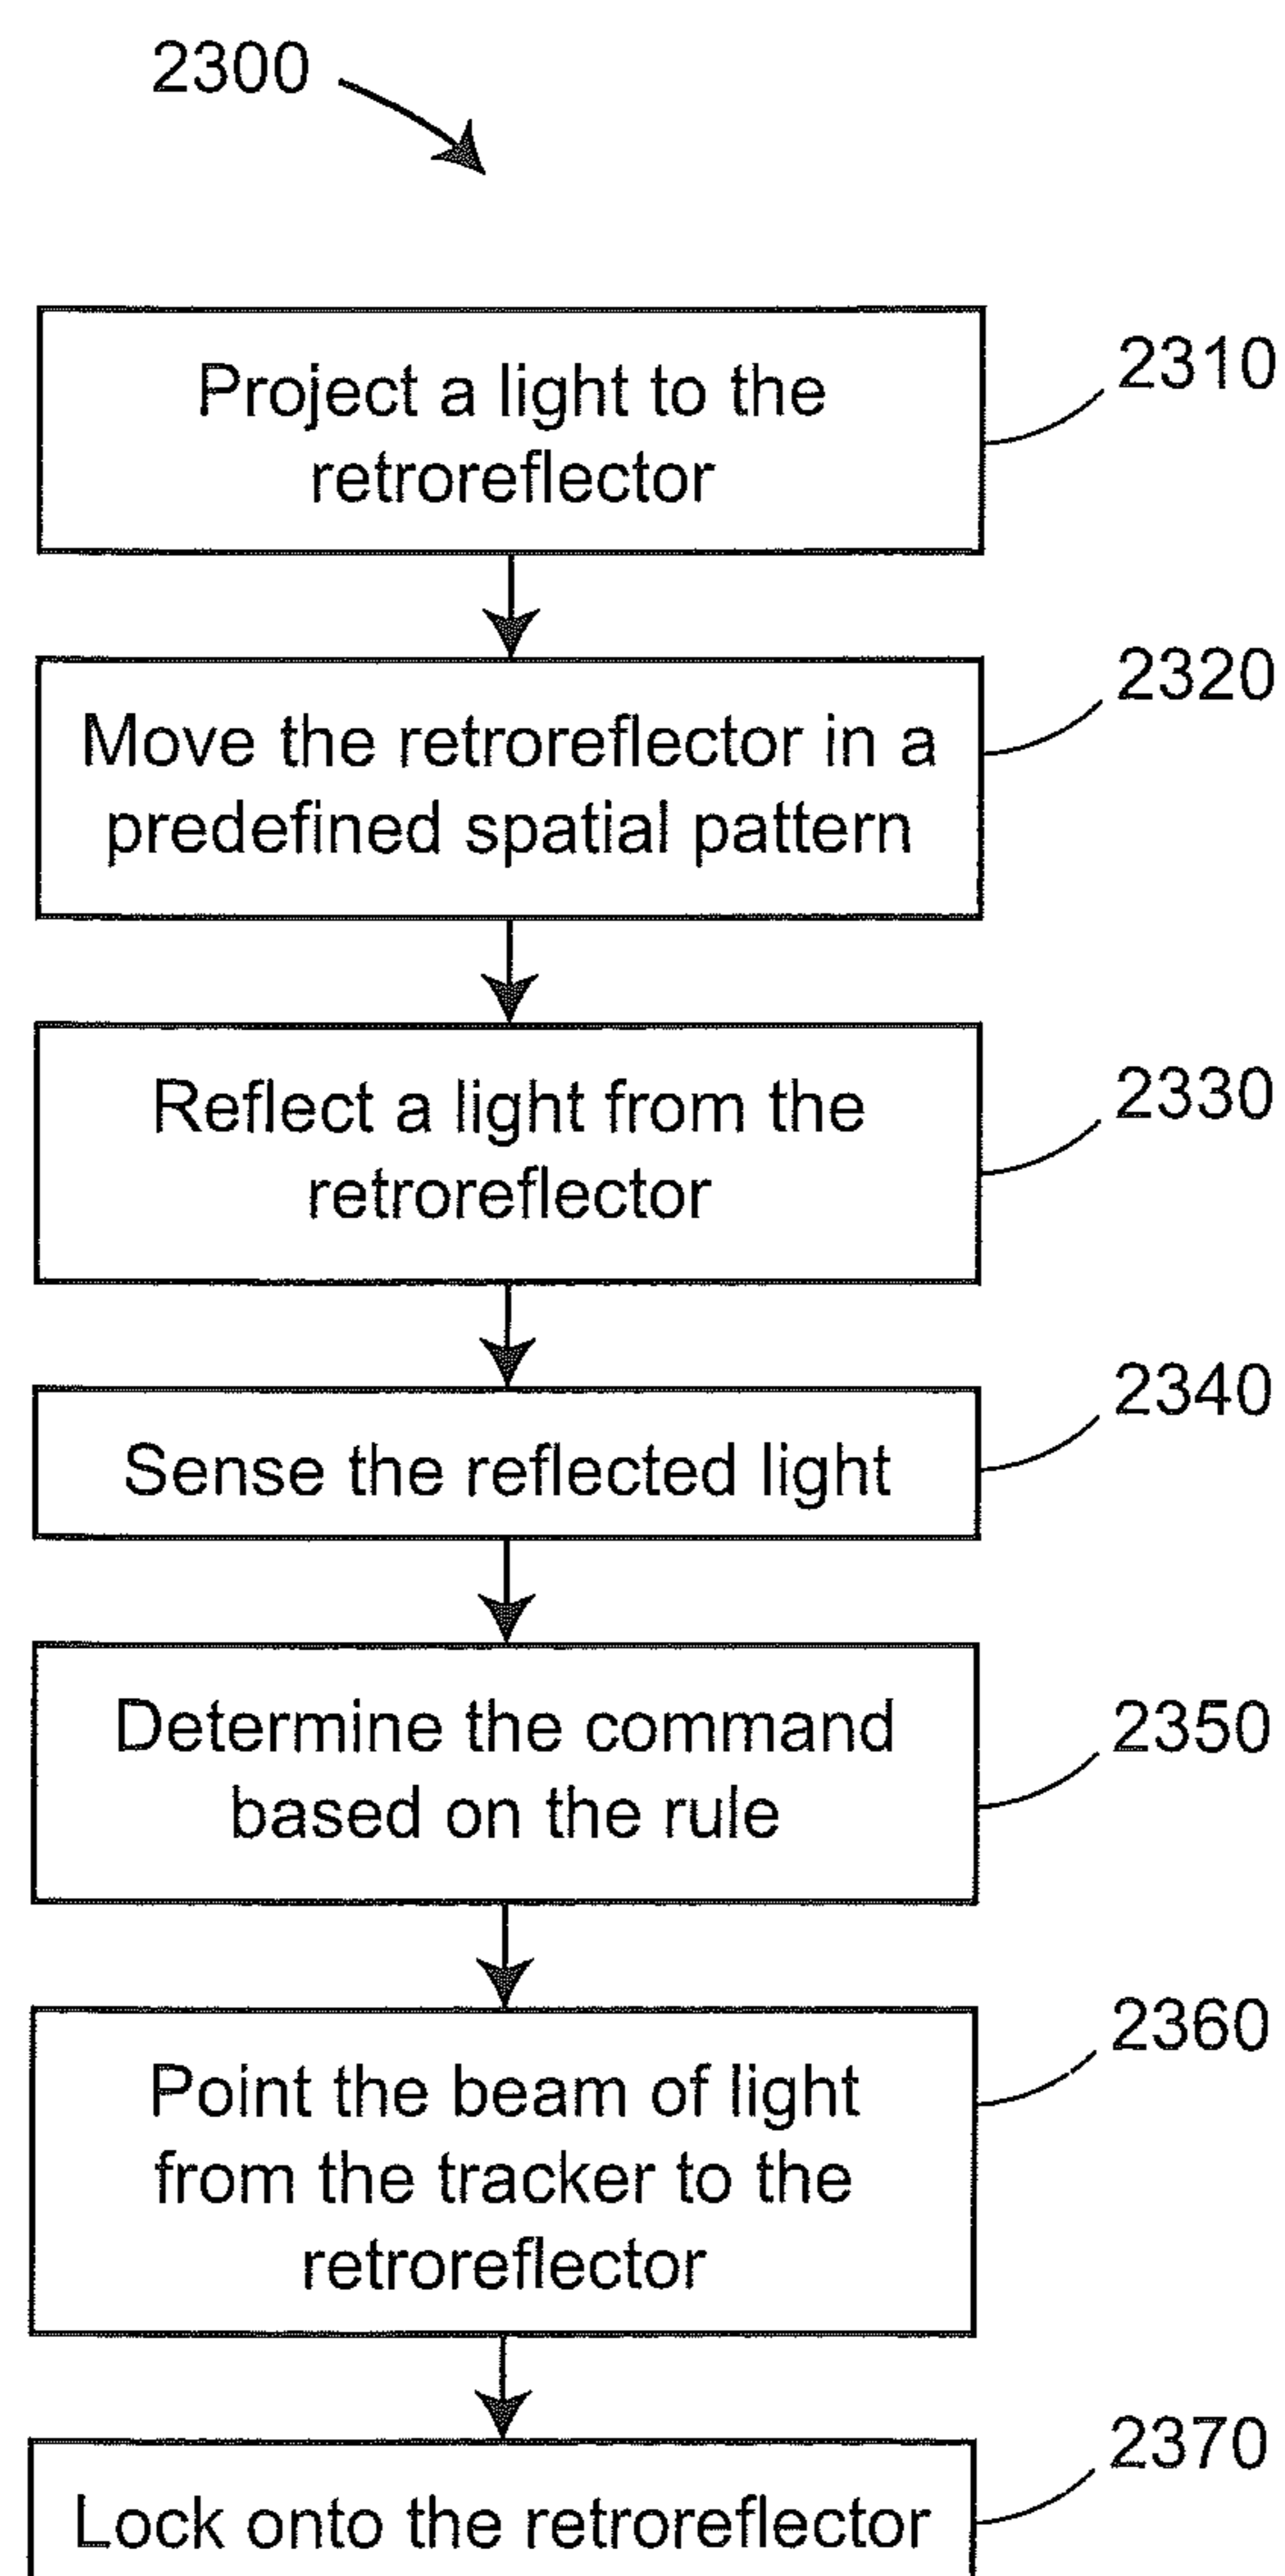 2300
Project a light to the
retroreflector
2310
Move the retroreflector in a
predefined spatial pattern
2320
Reflect a light from the
retroreflector
2330
Sense the reflected light
2340
Determine the command
based on the rule
2350
Point the beam of light
from the tracker to the
retroreflector
2360
Lock onto the retroreflector
2370